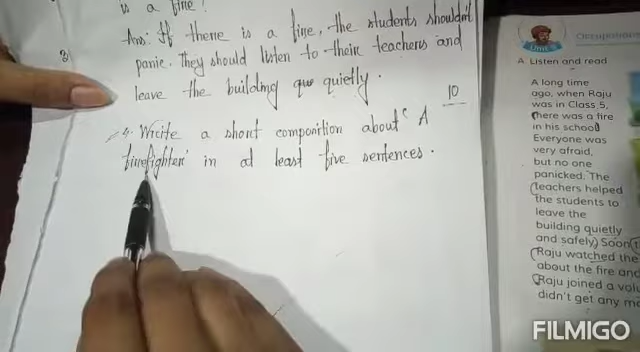 is a fire?
Ans: If there is a fire, the students shouldn't
panic. They should listen to their teachers and
leave the building quietly.
10
4. Write a short composition about 'A
firefighter' in at least five sentences.
Unit 6
Occupations
A Listen and read
A long time
ago, when Raju
was in Class 5,
there was a fire
in his school
Everyone was
very afraid,
but no one
panicked. The
teachers helped
the students to
leave the
building quietly
and safely. Soon
Raju watched the
about the fire and
Raju joined a
didn't get any
FILMIGO